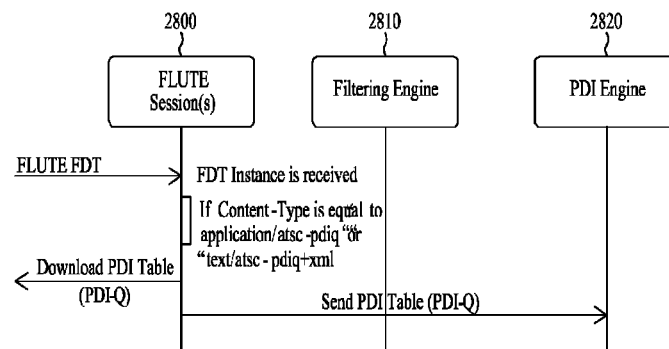 2800
2810
2820
FLUTE
Session(s)
Filtering Engine
PDI Engine
FLUTE FDT
FDT Instance is received
If Content-Type is equal to
application/atsc-pdiq “or
“text/atsc-pdiq+xml
Download PDI Table
(PDI-Q)
Send PDI Table (PDI-Q)